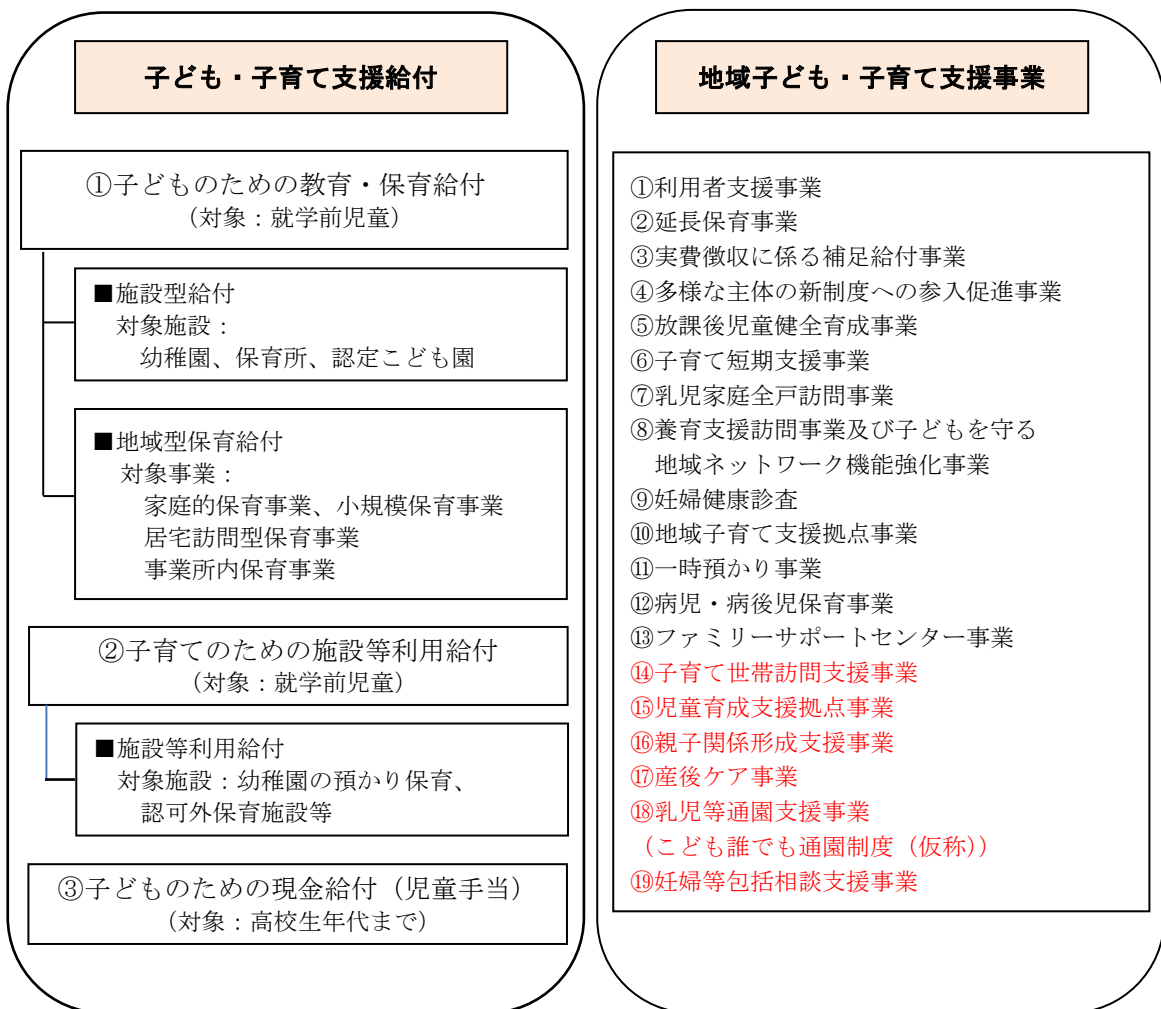 子ども・子育て支援給付
①子どものための教育・保育給付
（対象：就学前児童）
■施設型給付
対象施設：
幼稚園、保育所、認定こども園
■地域型保育給付
対象事業：
家庭的保育事業、小規模保育事業
居宅訪問型保育事業
事業所内保育事業
②子育てのための施設等利用給付
（対象：就学前児童）
■施設等利用給付
対象施設：幼稚園の預かり保育、
認可外保育施設等
③子どものための現金給付（児童手当）
（対象：高校生年代まで）
地域子ども・子育て支援事業
①利用者支援事業
②延長保育事業
③実費徴収に係る補足給付事業
④多様な主体の新制度への参入促進事業
⑤放課後児童健全育成事業
⑥子育て短期支援事業
⑦乳児家庭全戸訪問事業
⑧養育支援訪問事業及び子どもを守る
地域ネットワーク機能強化事業
⑨妊婦健康診査
⑩地域子育て支援拠点事業
⑪一時預かり事業
⑫病児・病後児保育事業
⑬ファミリーサポートセンター事業
⑭子育て世帯訪問支援事業
⑮児童育成支援拠点事業
⑯親子関係形成支援事業
⑰産後ケア事業
⑱乳児等通園支援事業
（こども誰でも通園制度（仮称））
⑲妊婦等包括相談支援事業